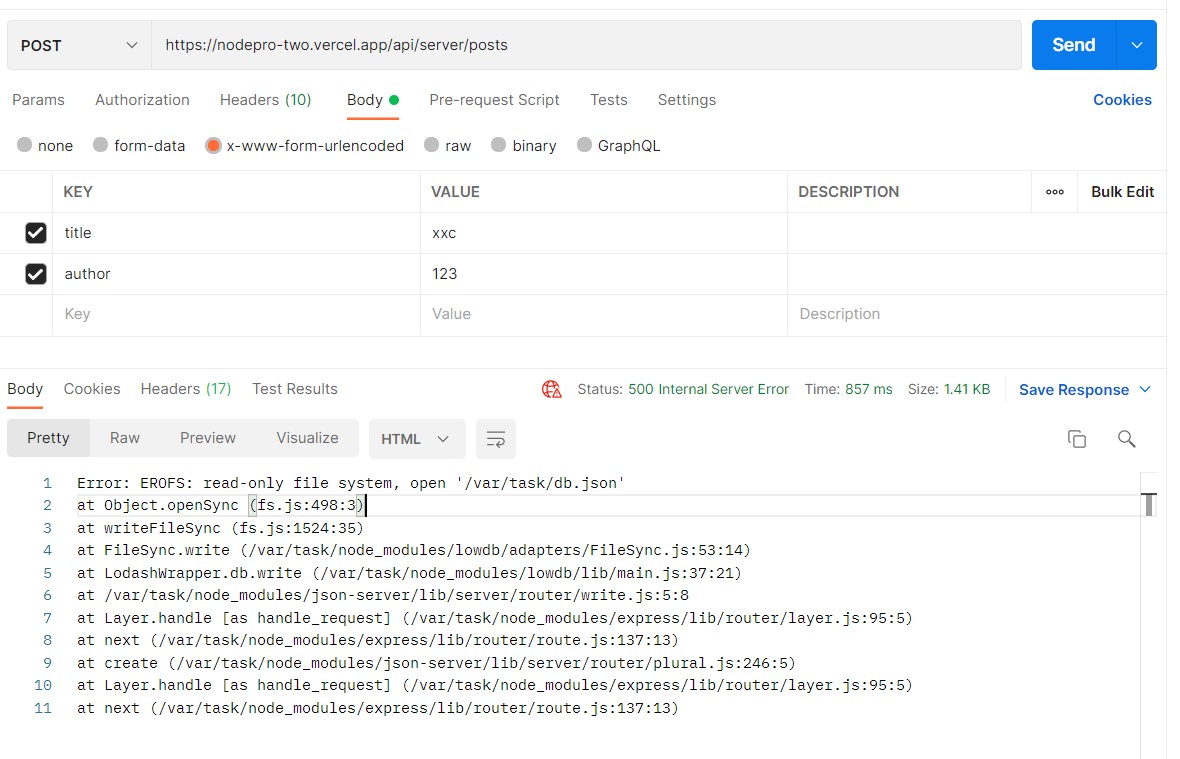 POST https://nodepro-two.vercel.app/api/server/posts Send
Params Authorization Headers (10) Body Pre-request Script Tests Settings Cookies
none form-data x-www-form-urlencoded raw binary GraphQL
KEY VALUE DESCRIPTION ooo Bulk Edit
title xxc
author 123
Key Value Description
Body Cookies Headers (17) Test Results Status: 500 Internal Server Error Time: 857 ms Size: 1.41 KB Save Response
Pretty Raw Preview Visualize HTML
1 Error: EROFS: read-only file system, open '/var/task/db.json'
2 at Object.openSync (fs.js:498:3)
3 at writeFileSync (fs.js:1524:35)
4 at FileSync.write (/var/task/node_modules/lowdb/adapters/FileSync.js:53:14)
5 at LodashWrapper.db.write (/var/task/node_modules/lowdb/lib/main.js:37:21)
6 at /var/task/node_modules/json-server/lib/server/router/write.js:5:8
7 at Layer.handle [as handle_request] (/var/task/node_modules/express/lib/router/layer.js:95:5)
8 at next (/var/task/node_modules/express/lib/router/route.js:137:13)
9 at create (/var/task/node_modules/json-server/lib/server/router/plural.js:246:5)
10 at Layer.handle [as handle_request] (/var/task/node_modules/express/lib/router/layer.js:95:5)
11 at next (/var/task/node_modules/express/lib/router/route.js:137:13)